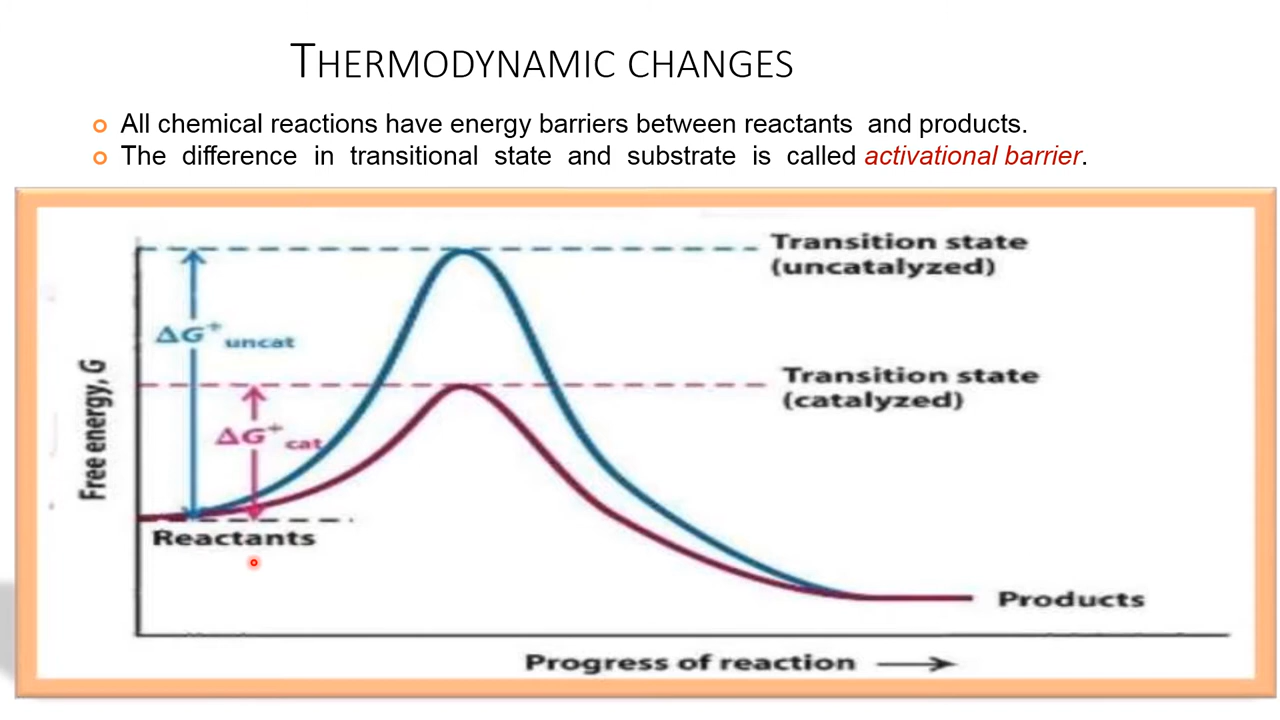 THERMODYNAMIC CHANGES
All chemical reactions have energy barriers between reactants and products.
The difference in transitional state and substrate is called activational barrier.
Transition state
(uncatalyzed)
ΔG‡uncat
Transition state
(catalyzed)
ΔG‡cat
Free energy, G
Reactants
Products
Progress of reaction